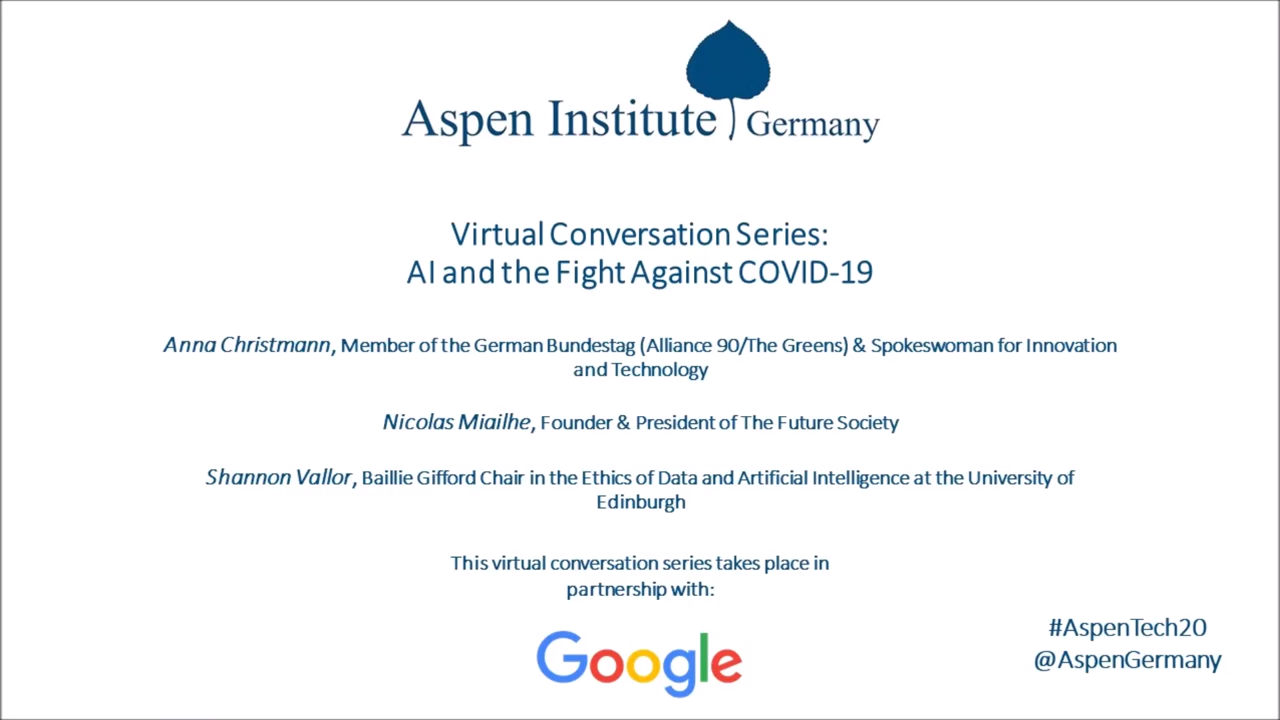 Aspen Institute Germany
Virtual Conversation Series:
AI and the Fight Against COVID-19
Anna Christmann, Member of the German Bundestag (Alliance 90/The Greens) & Spokeswoman for Innovation
and Technology
Nicolas Miailhe, Founder & President of The Future Society
Shannon Vallor, Baillie Gifford Chair in the Ethics of Data and Artificial Intelligence at the University of
Edinburgh
This virtual conversation series takes place in
partnership with:
Google
#AspenTech20
@AspenGermany